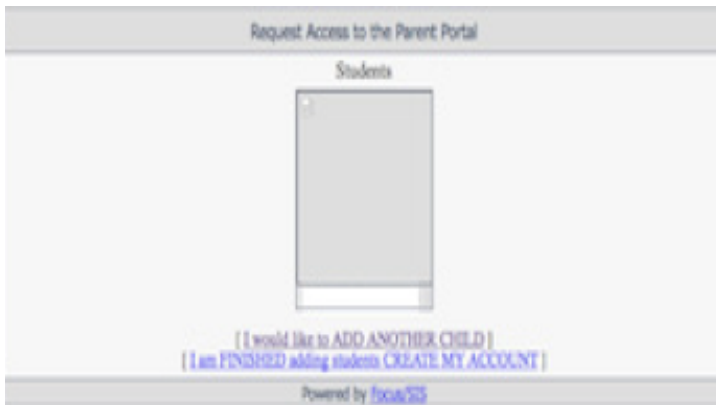 Request Access to the Parent Portal
Students
[ I would like to ADD ANOTHER CHILD ]
[ I am FINISHED adding students CREATE MY ACCOUNT ]
Powered by Focus/SIS